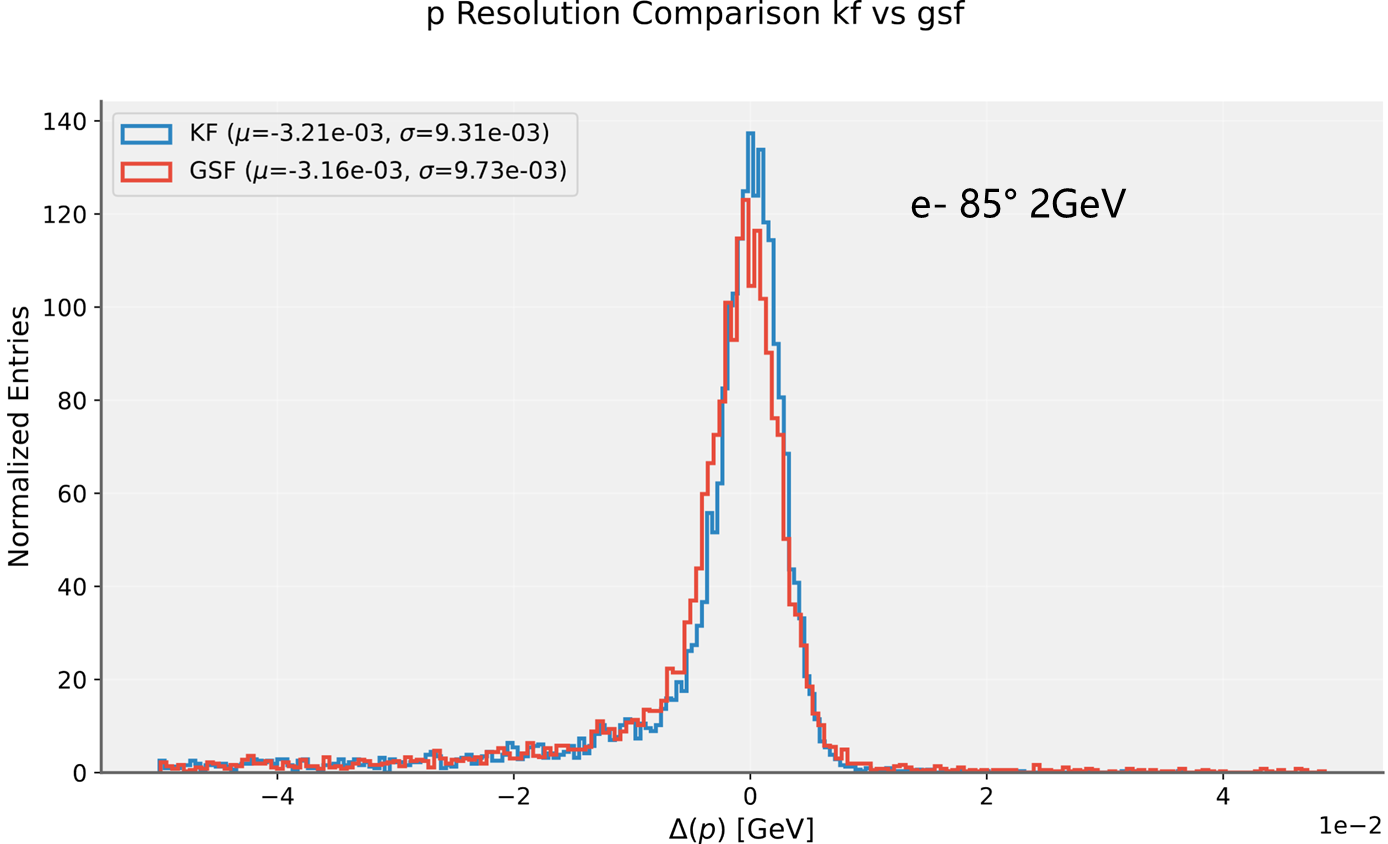 p Resolution Comparison kf vs gsf
KF (μ=-3.21e-03, σ=9.31e-03)
GSF (μ=-3.16e-03, σ=9.73e-03)
e- 85° 2GeV
Normalized Entries
140
120
100
80
60
40
20
0
−4 −2 0 2 4
1e−2
Δ(p) [GeV]